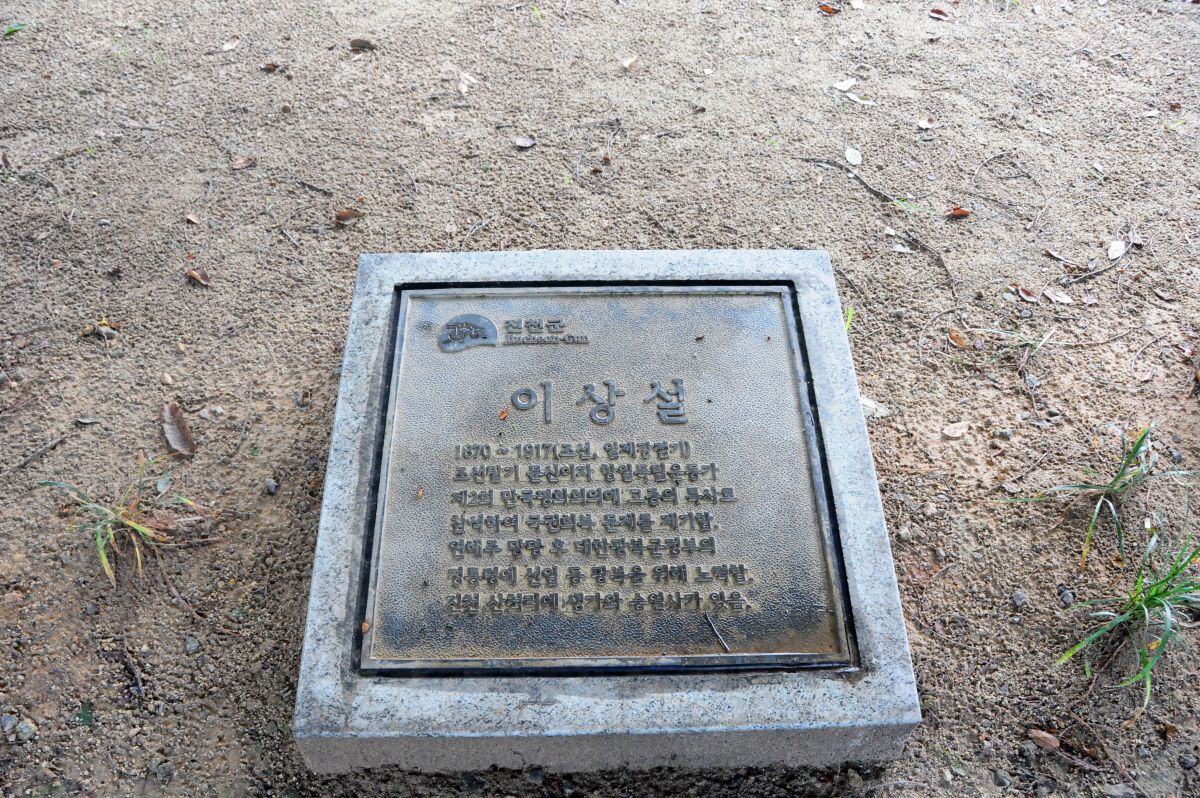 진천군
Jincheon-Gun
이상설
1870 ~ 1917(조선, 일제강점기)
조선말기 문신이자 항일독립운동가
제2회 만국평화회의에 고종의 특사로
참석하여 국권회복 문제를 제기함.
연해주 망명 후 대한광복군정부의
정통령에 선임 등 광복을 위해 노력함.
진천 산척리에 생가와 숭렬사가 있음.